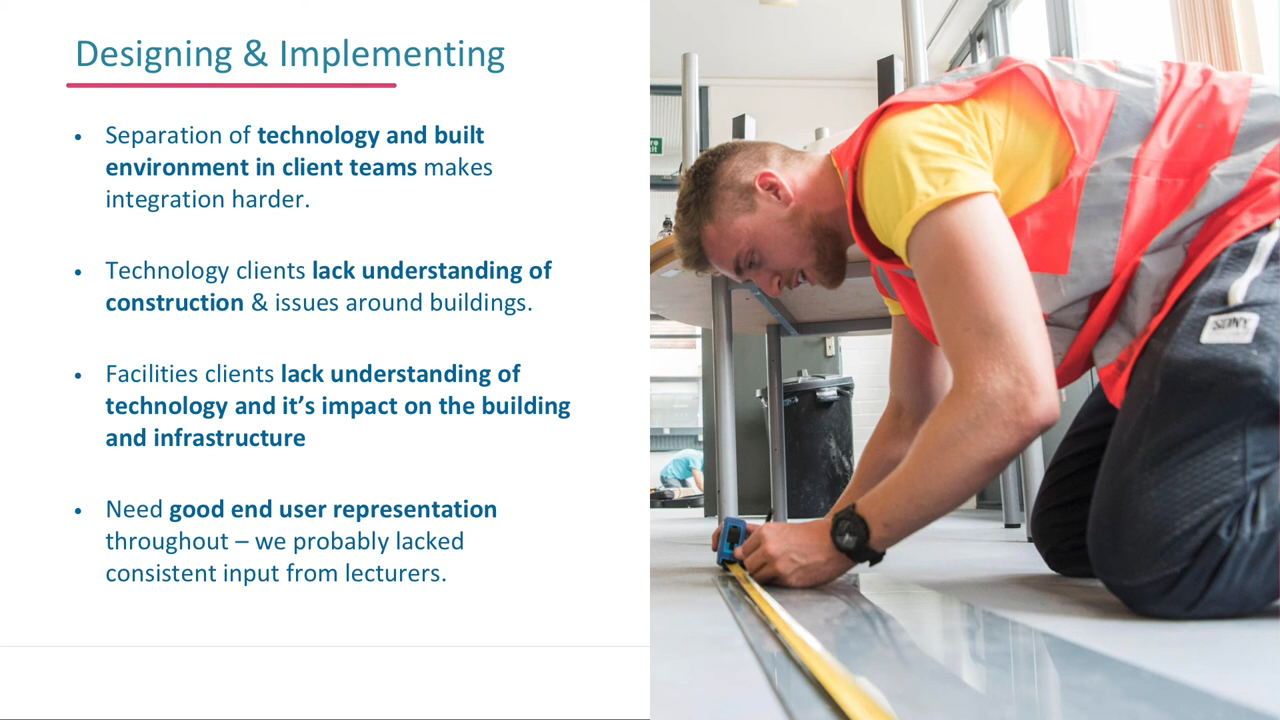 Designing & Implementing
• Separation of technology and built
environment in client teams makes
integration harder.
• Technology clients lack understanding of
construction & issues around buildings.
• Facilities clients lack understanding of
technology and it’s impact on the building
and infrastructure
• Need good end user representation
throughout – we probably lacked
consistent input from lecturers.